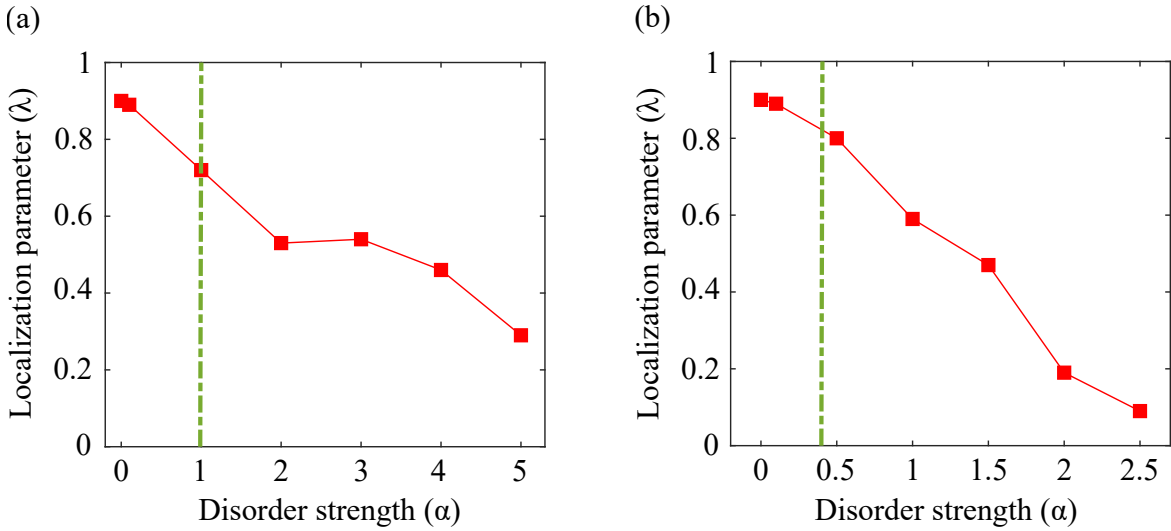 (a)
1
0.8
0.6
0.4
0.2
0
Localization parameter (λ)
0 1 2 3 4 5
Disorder strength (α)
(b)
1
0.8
0.6
0.4
0.2
0
Localization parameter (λ)
0 0.5 1 1.5 2 2.5
Disorder strength (α)